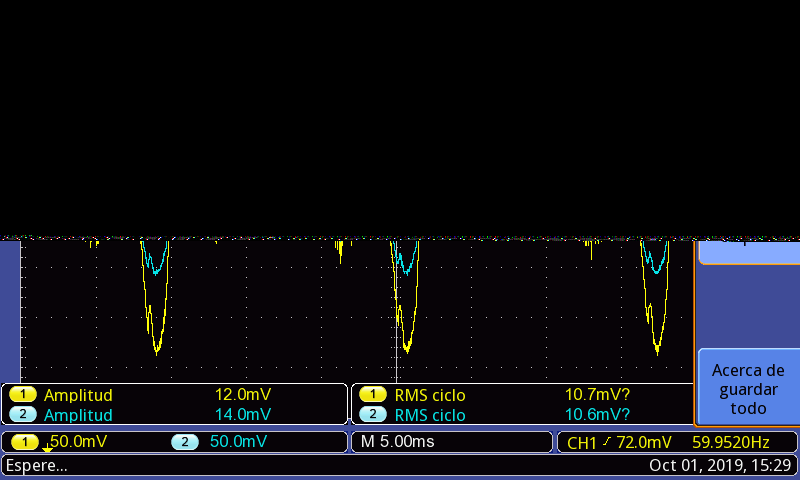 Acerca de
guardar
todo
1 Amplitud 12.0mV
2 Amplitud 14.0mV
1 RMS ciclo 10.7mV?
2 RMS ciclo 10.6mV?
1 50.0mV 2 50.0mV M 5.00ms CH1 72.0mV 59.9520Hz
Espere... Oct 01, 2019, 15:29